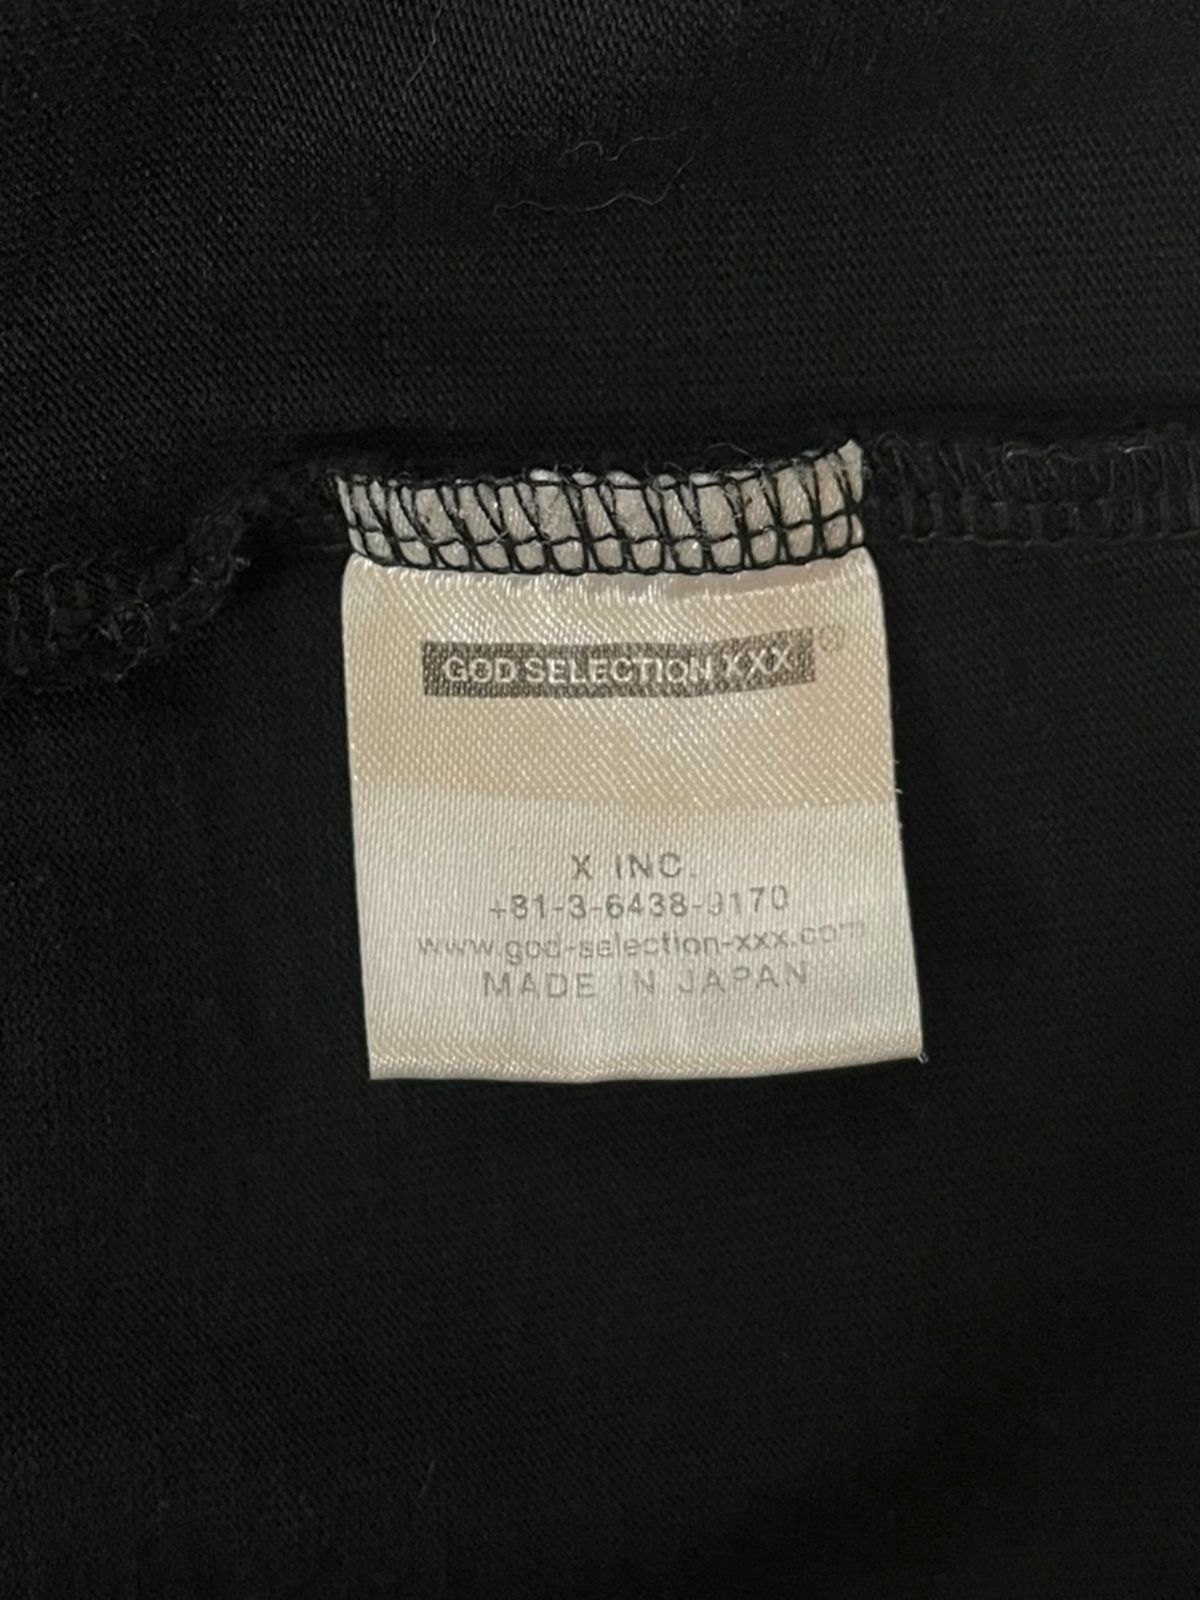 GOD SELECTION XXX®
X INC.
+81-3-6438-9170
www.god-selection-xxx.com
MADE IN JAPAN